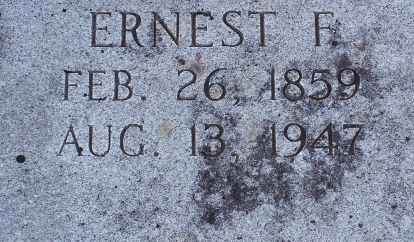 ERNEST F.
FEB. 26, 1859
AUG. 13, 1947